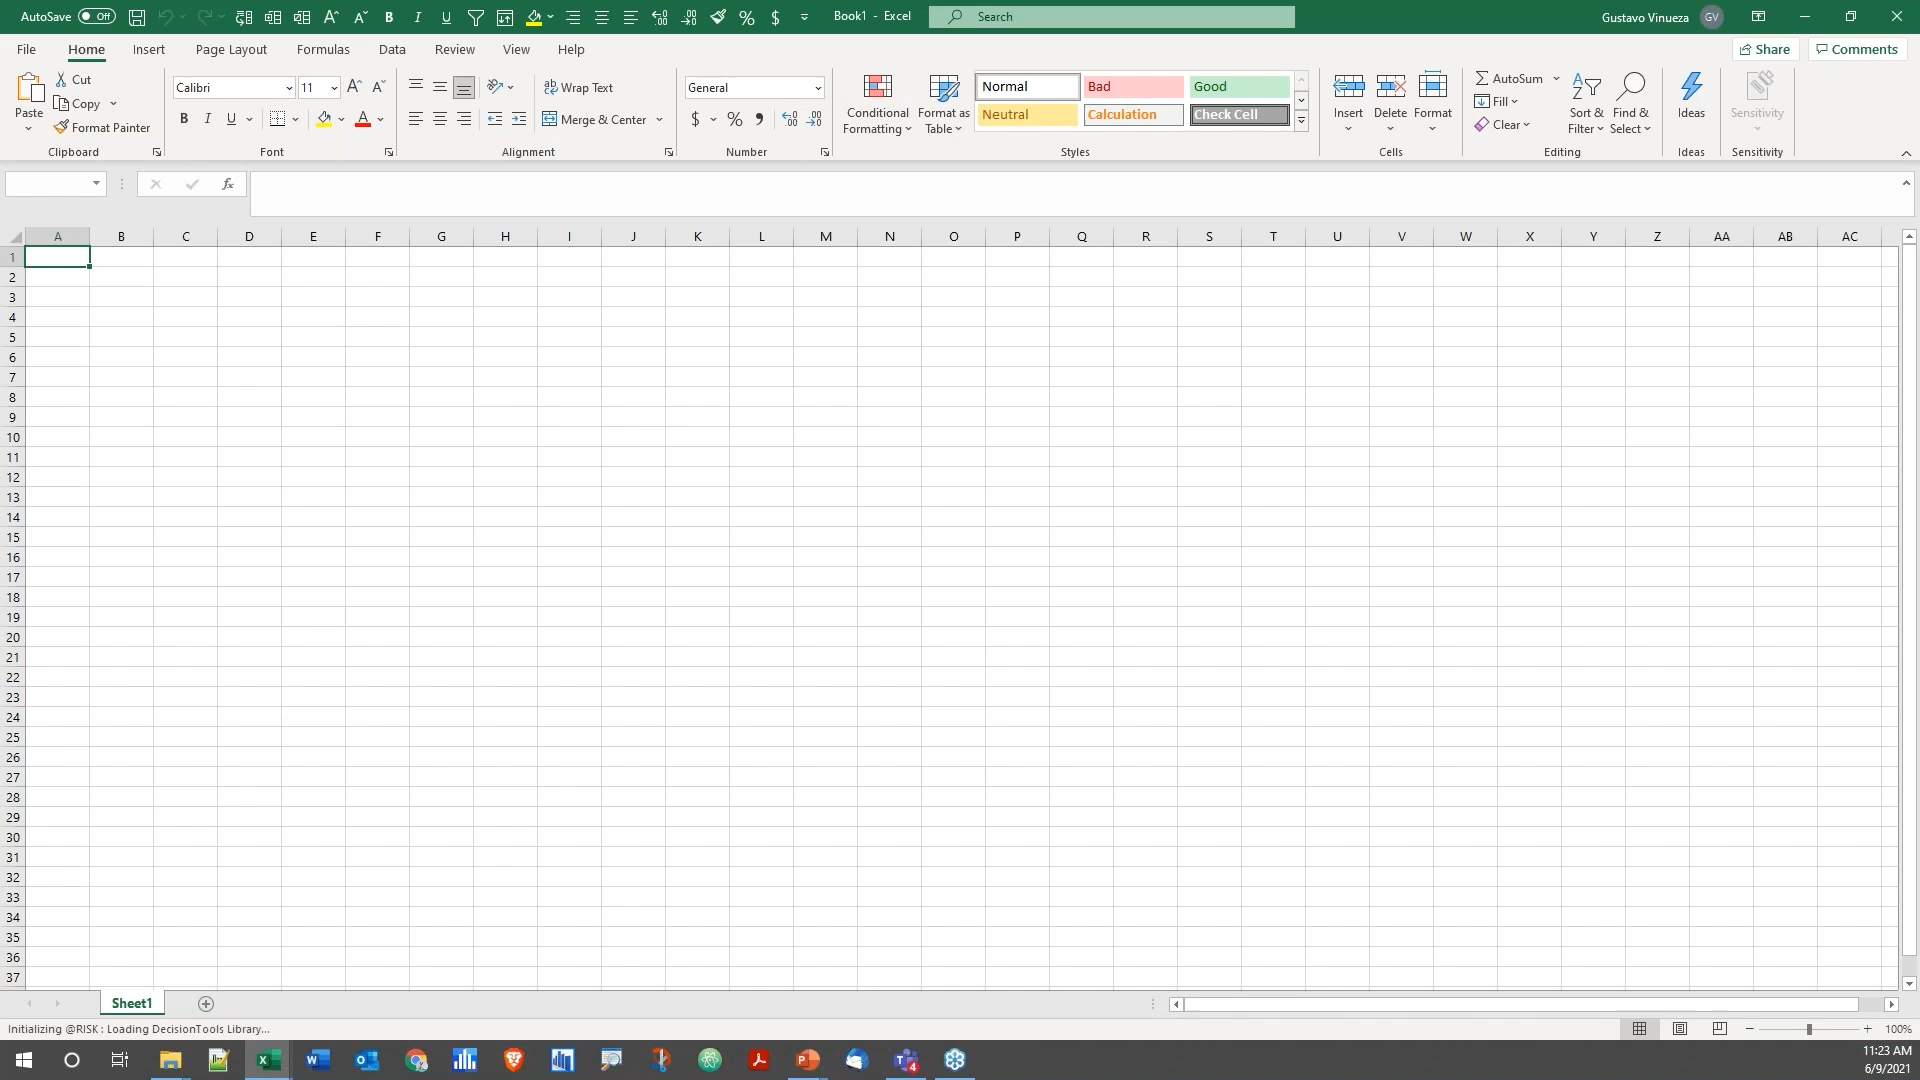 AutoSave Off Book1 - Excel Search Gustavo Vinueza GV
File Home Insert Page Layout Formulas Data Review View Help Share Comments
Paste Cut Copy Format Painter Clipboard
Calibri 11 B I U A Font
Wrap Text Merge & Center Alignment
General $ % , Number
Conditional Formatting Format as Table Normal Bad Good Neutral Calculation Check Cell Styles
Insert Delete Format Cells
AutoSum Fill Clear Sort & Filter Find & Select Editing
Ideas Ideas
Sensitivity Sensitivity
fx
A B C D E F G H I J K L M N O P Q R S T U V W X Y Z AA AB AC
1
2
3
4
5
6
7
8
9
10
11
12
13
14
15
16
17
18
19
20
21
22
23
24
25
26
27
28
29
30
31
32
33
34
35
36
37
Sheet1
Initializing @RISK : Loading DecisionTools Library... 100%
11:23 AM
6/9/2021